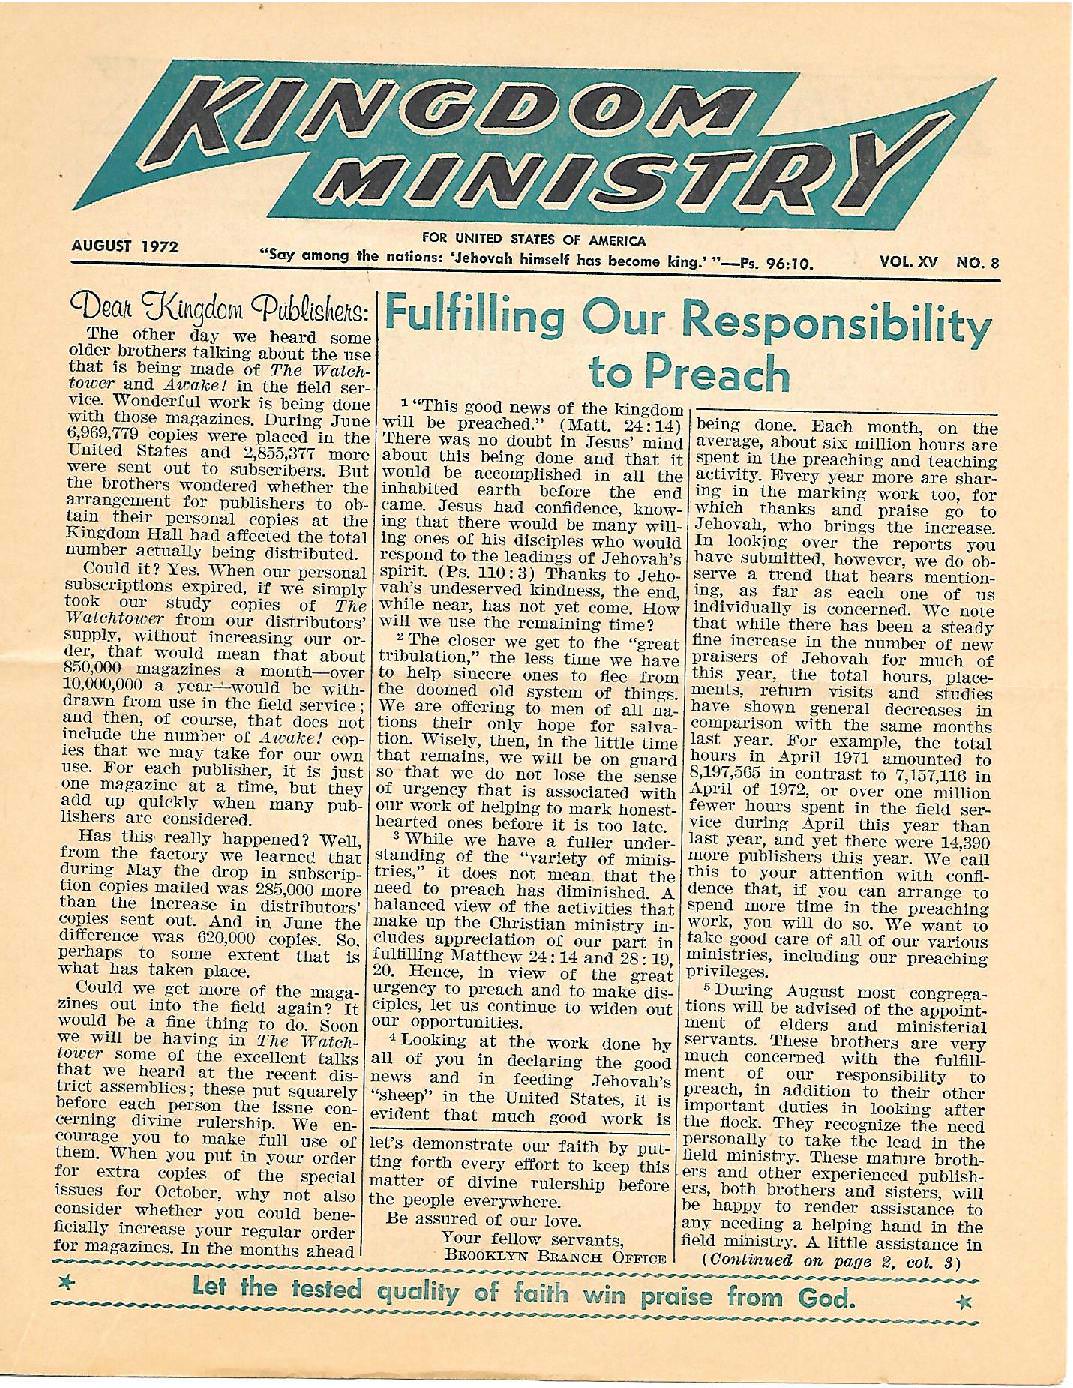 KINGDOM
MINISTRY
FOR UNITED STATES OF AMERICA
AUGUST 1972
"Say among the nations: 'Jehovah himself has become king.' "—Ps. 96:10.
VOL. XV NO. 8
Dear Kingdom Publishers:
The other day we heard some
older brothers talking about the use
that is being made of The Watch-
tower and Awake! in the field ser-
vice. Wonderful work is being done
with those magazines. During June
6,969,779 copies were placed in the
United States and 2,855,377 more
were sent out to subscribers. But
the brothers wondered whether the
arrangement for publishers to ob-
tain their personal copies at the
Kingdom Hall had affected the total
number actually being distributed.
Could it? Yes. When our personal
subscriptions expired, if we simply
took our study copies of The
Watchtower from our distributors'
supply, without increasing our or-
der, that would mean that about
850,000 magazines a month—over
10,000,000 a year—would be with-
drawn from use in the field service;
and then, of course, that does not
include the number of Awake! cop-
ies that we may take for our own
use. For each publisher, it is just
one magazine at a time, but they
add up quickly when many pub-
lishers are considered.
Has this really happened? Well,
from the factory we learned that
during May the drop in subscrip-
tion copies mailed was 285,000 more
than the increase in distributors'
copies sent out. And in June the
difference was 620,000 copies. So,
perhaps to some extent that is
what has taken place.
Could we get more of the maga-
zines out into the field again? It
would be a fine thing to do. Soon
we will be having in The Watch-
tower some of the excellent talks
that we heard at the recent dis-
trict assemblies; these put squarely
before each person the issue con-
cerning divine rulership. We en-
courage you to make full use of
them. When you put in your order
for extra copies of the special
issues for October, why not also
consider whether you could bene-
ficially increase your regular order
for magazines. In the months ahead
let's demonstrate our faith by put-
ting forth every effort to keep this
matter of divine rulership before
the people everywhere.
Be assured of our love.
Your fellow servants,
BROOKLYN BRANCH OFFICE
Fulfilling Our Responsibility
to Preach
1 "This good news of the kingdom
will be preached." (Matt. 24:14)
There was no doubt in Jesus' mind
about this being done and that it
would be accomplished in all the
inhabited earth before the end
came. Jesus had confidence, know-
ing that there would be many will-
ing ones of his disciples who would
respond to the leadings of Jehovah's
spirit. (Ps. 110:3) Thanks to Jeho-
vah's undeserved kindness, the end,
while near, has not yet come. How
will we use the remaining time?
2 The closer we get to the "great
tribulation," the less time we have
to help sincere ones to flee from
the doomed old system of things.
We are offering to men of all na-
tions their only hope for salva-
tion. Wisely, then, in the little time
that remains, we will be on guard
so that we do not lose the sense
of urgency that is associated with
our work of helping to mark honest-
hearted ones before it is too late.
3 While we have a fuller under-
standing of the "variety of minis-
tries," it does not mean that the
need to preach has diminished. A
balanced view of the activities that
make up the Christian ministry in-
cludes appreciation of our part in
fulfilling Matthew 24:14 and 28:19,
20. Hence, in view of the great
urgency to preach and to make dis-
ciples, let us continue to widen out
our opportunities.
4 Looking at the work done by
all of you in declaring the good
news and in feeding Jehovah's
"sheep" in the United States, it is
evident that much good work is
being done. Each month, on the
average, about six million hours are
spent in the preaching and teaching
activity. Every year more are shar-
ing in the marking work too, for
which thanks and praise go to
Jehovah, who brings the increase.
In looking over the reports you
have submitted, however, we do ob-
serve a trend that bears mention-
ing, as far as each one of us
individually is concerned. We note
that while there has been a steady
fine increase in the number of new
praisers of Jehovah for much of
this year, the total hours, place-
ments, return visits and studies
have shown general decreases in
comparison with the same months
last year. For example, the total
hours in April 1971 amounted to
8,197,565 in contrast to 7,157,116 in
April of 1972, or over one million
fewer hours spent in the field ser-
vice during April this year than
last year, and yet there were 14,390
more publishers this year. We call
this to your attention with confi-
dence that, if you can arrange to
spend more time in the preaching
work, you will do so. We want to
take good care of all of our various
ministries, including our preaching
privileges.
5 During August most congrega-
tions will be advised of the appoint-
ment of elders and ministerial
servants. These brothers are very
much concerned with the fulfill-
ment of our responsibility to
preach, in addition to their other
important duties in looking after
the flock. They recognize the need
personally to take the lead in the
field ministry. These mature broth-
ers and other experienced publish-
ers, both brothers and sisters, will
be happy to render assistance to
any needing a helping hand in the
field ministry. A little assistance in
(Continued on page 2, col. 3)
Let the tested quality of faith win praise from God.